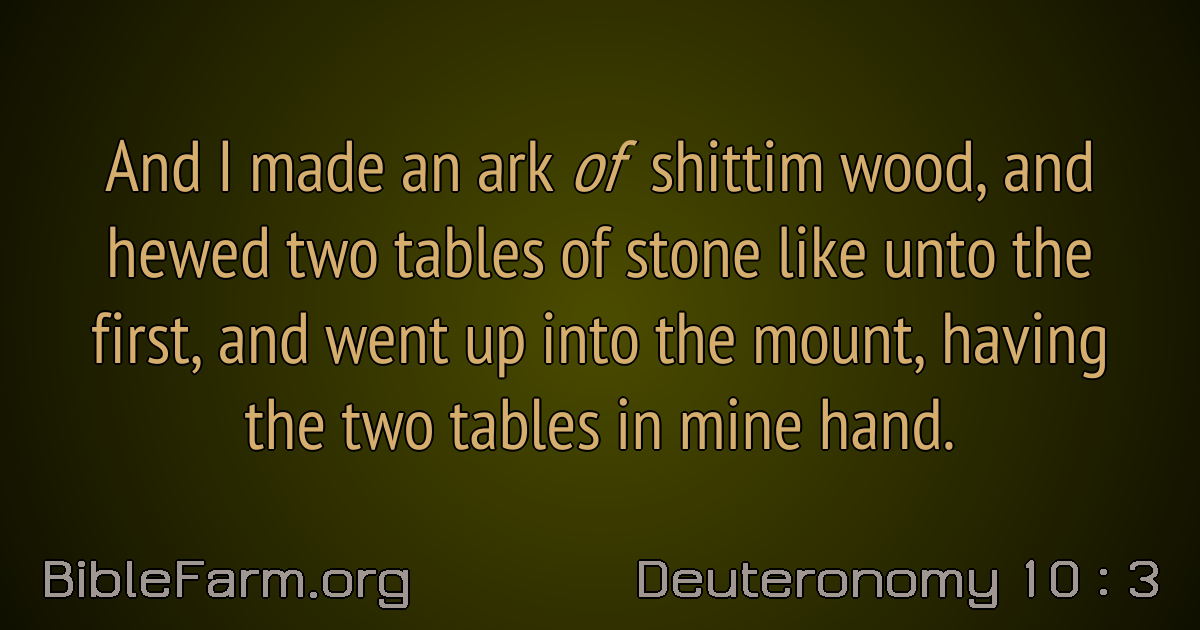 And I made an ark of shittim wood, and
hewed two tables of stone like unto the
first, and went up into the mount, having
the two tables in mine hand.
BibleFarm.org
Deuteronomy 10 : 3